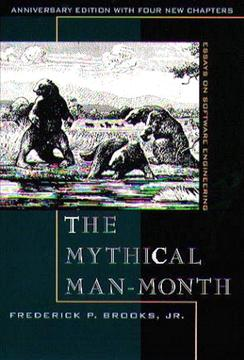 ANNIVERSARY EDITION WITH FOUR NEW CHAPTERS
ESSAYS ON SOFTWARE ENGINEERING
THE
MYTHICAL
MAN-MONTH
FREDERICK P. BROOKS, JR.